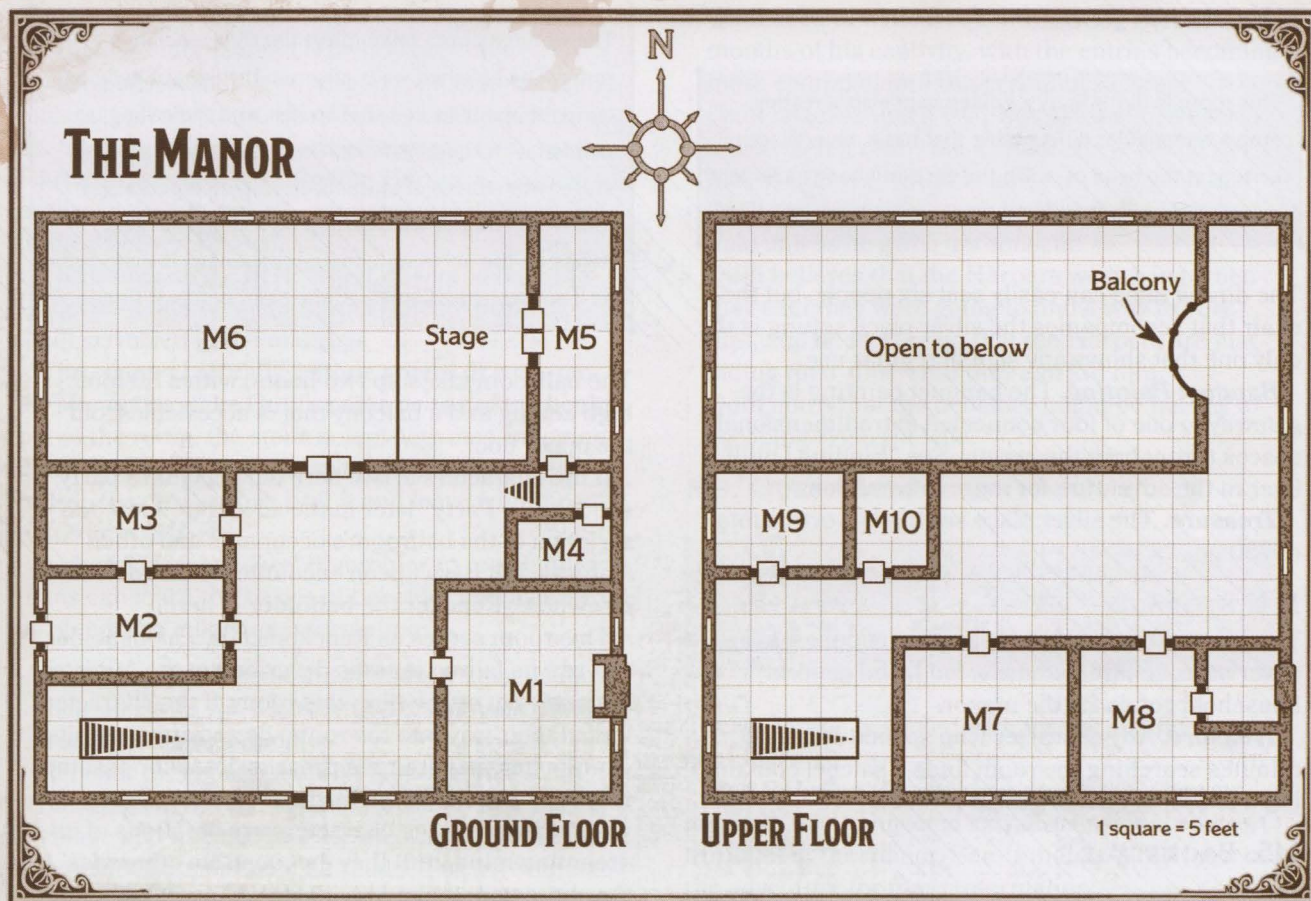 N
THE MANOR
Balcony
M6
Stage
M5
Open to below
M3
M4
M9
M10
M2
M1
M7
M8
GROUND FLOOR
UPPER FLOOR
1 square = 5 feet